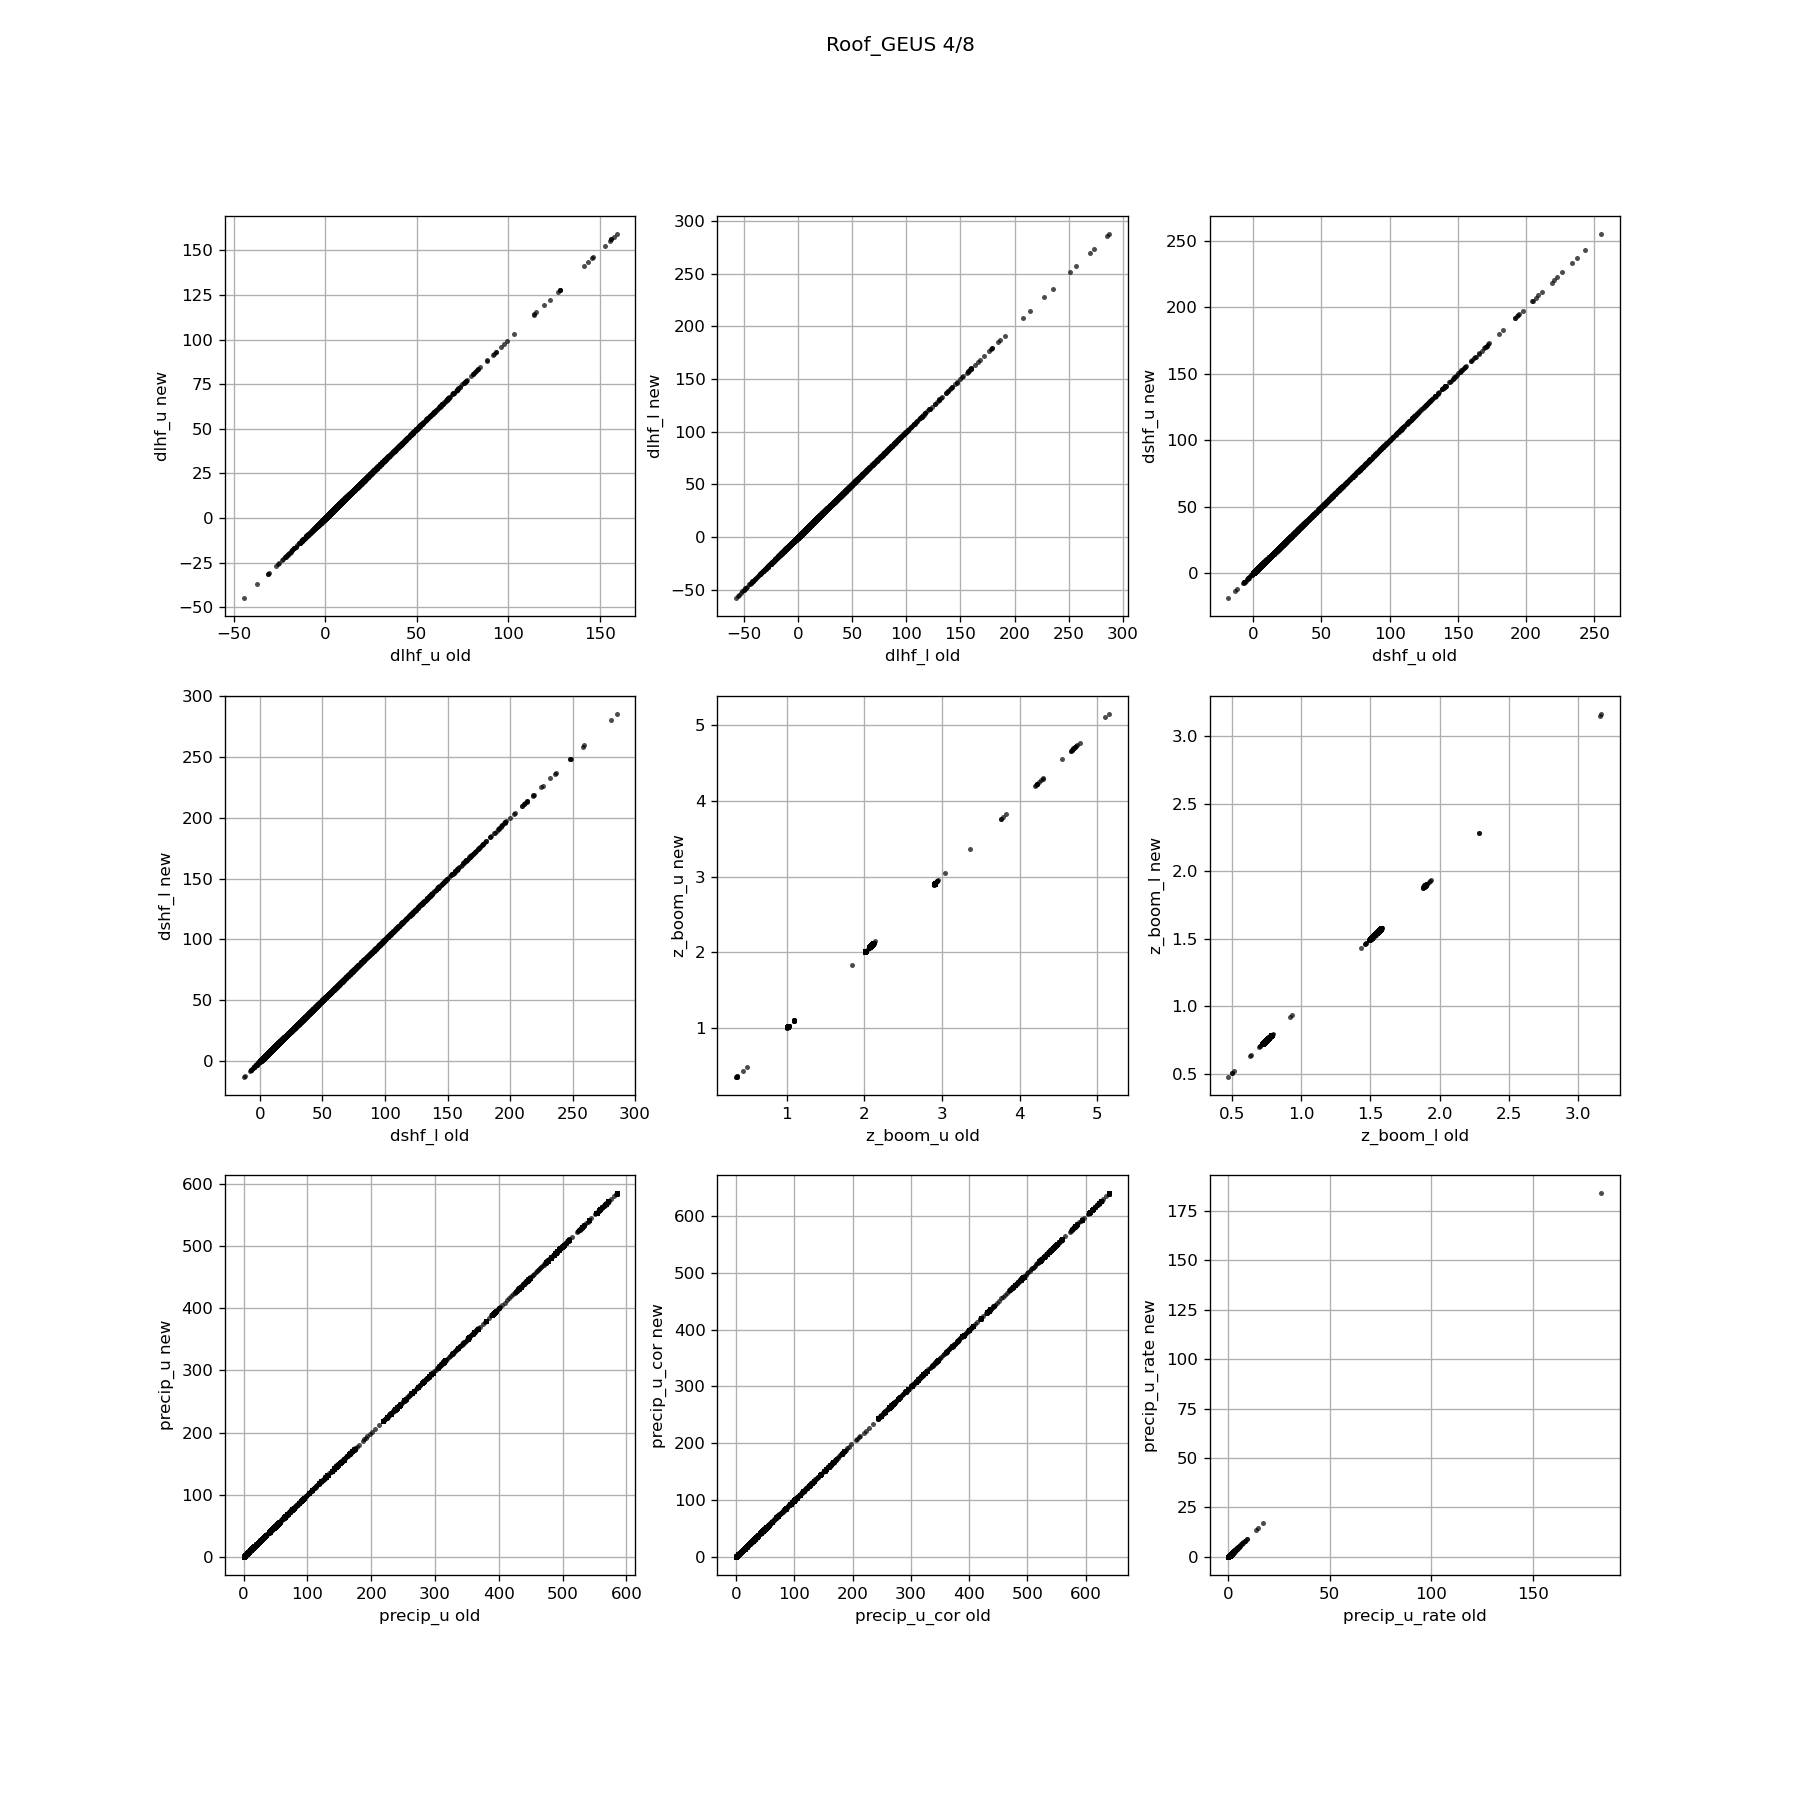 Roof_GEUS 4/8
150
125
100
75
50
25
0
−25
−50
dlhf_u new
−50 0 50 100 150
dlhf_u old
300
250
200
150
100
50
0
−50
dlhf_l new
−50 0 50 100 150 200 250 300
dlhf_l old
250
200
150
100
50
0
dshf_u new
0 50 100 150 200 250
dshf_u old
300
250
200
150
100
50
0
dshf_l new
0 50 100 150 200 250 300
dshf_l old
5
4
3
2
1
z_boom_u new
1 2 3 4 5
z_boom_u old
3.0
2.5
2.0
1.5
1.0
0.5
z_boom_l new
0.5 1.0 1.5 2.0 2.5 3.0
z_boom_l old
600
500
400
300
200
100
0
precip_u new
0 100 200 300 400 500 600
precip_u old
600
500
400
300
200
100
0
precip_u_cor new
0 100 200 300 400 500 600
precip_u_cor old
175
150
125
100
75
50
25
0
precip_u_rate new
0 50 100 150
precip_u_rate old